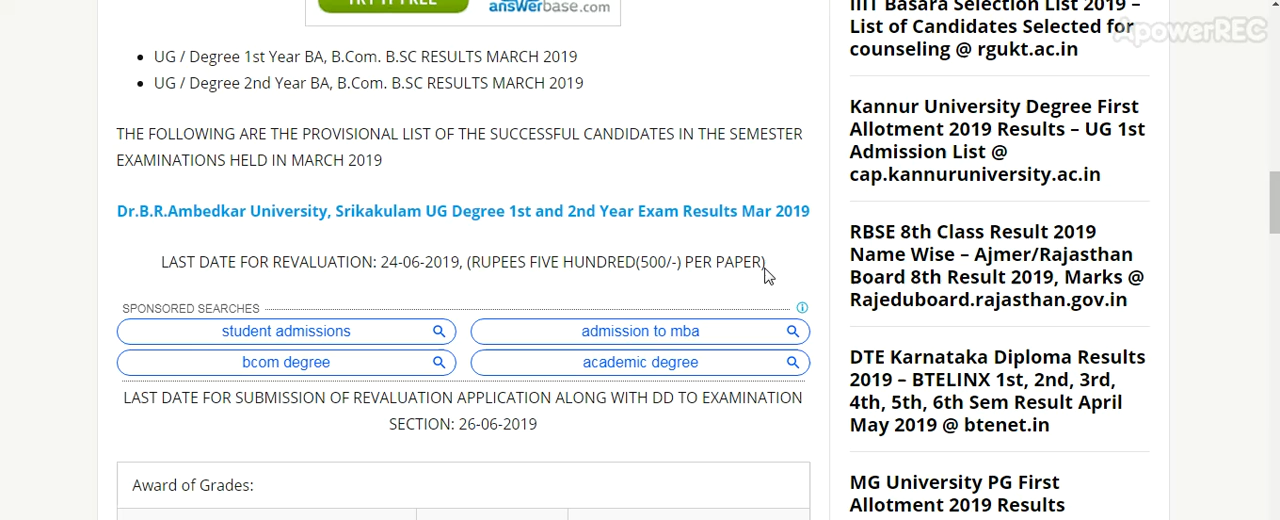 TRY IT FREE
answerbase.com
UG / Degree 1st Year BA, B.Com. B.SC RESULTS MARCH 2019
UG / Degree 2nd Year BA, B.Com. B.SC RESULTS MARCH 2019
THE FOLLOWING ARE THE PROVISIONAL LIST OF THE SUCCESSFUL CANDIDATES IN THE SEMESTER
EXAMINATIONS HELD IN MARCH 2019
Dr.B.R.Ambedkar University, Srikakulam UG Degree 1st and 2nd Year Exam Results Mar 2019
LAST DATE FOR REVALUATION: 24-06-2019, (RUPEES FIVE HUNDRED(500/-) PER PAPER)
SPONSORED SEARCHES
student admissions
admission to mba
bcom degree
academic degree
LAST DATE FOR SUBMISSION OF REVALUATION APPLICATION ALONG WITH DD TO EXAMINATION
SECTION: 26-06-2019
Award of Grades:
IIIT Basara Selection List 2019 –
List of Candidates Selected for
counseling @ rgukt.ac.in
Kannur University Degree First
Allotment 2019 Results – UG 1st
Admission List @
cap.kannuruniversity.ac.in
RBSE 8th Class Result 2019
Name Wise – Ajmer/Rajasthan
Board 8th Result 2019, Marks @
Rajeduboard.rajasthan.gov.in
DTE Karnataka Diploma Results
2019 – BTELINX 1st, 2nd, 3rd,
4th, 5th, 6th Sem Result April
May 2019 @ btenet.in
MG University PG First
Allotment 2019 Results
ApowerREC